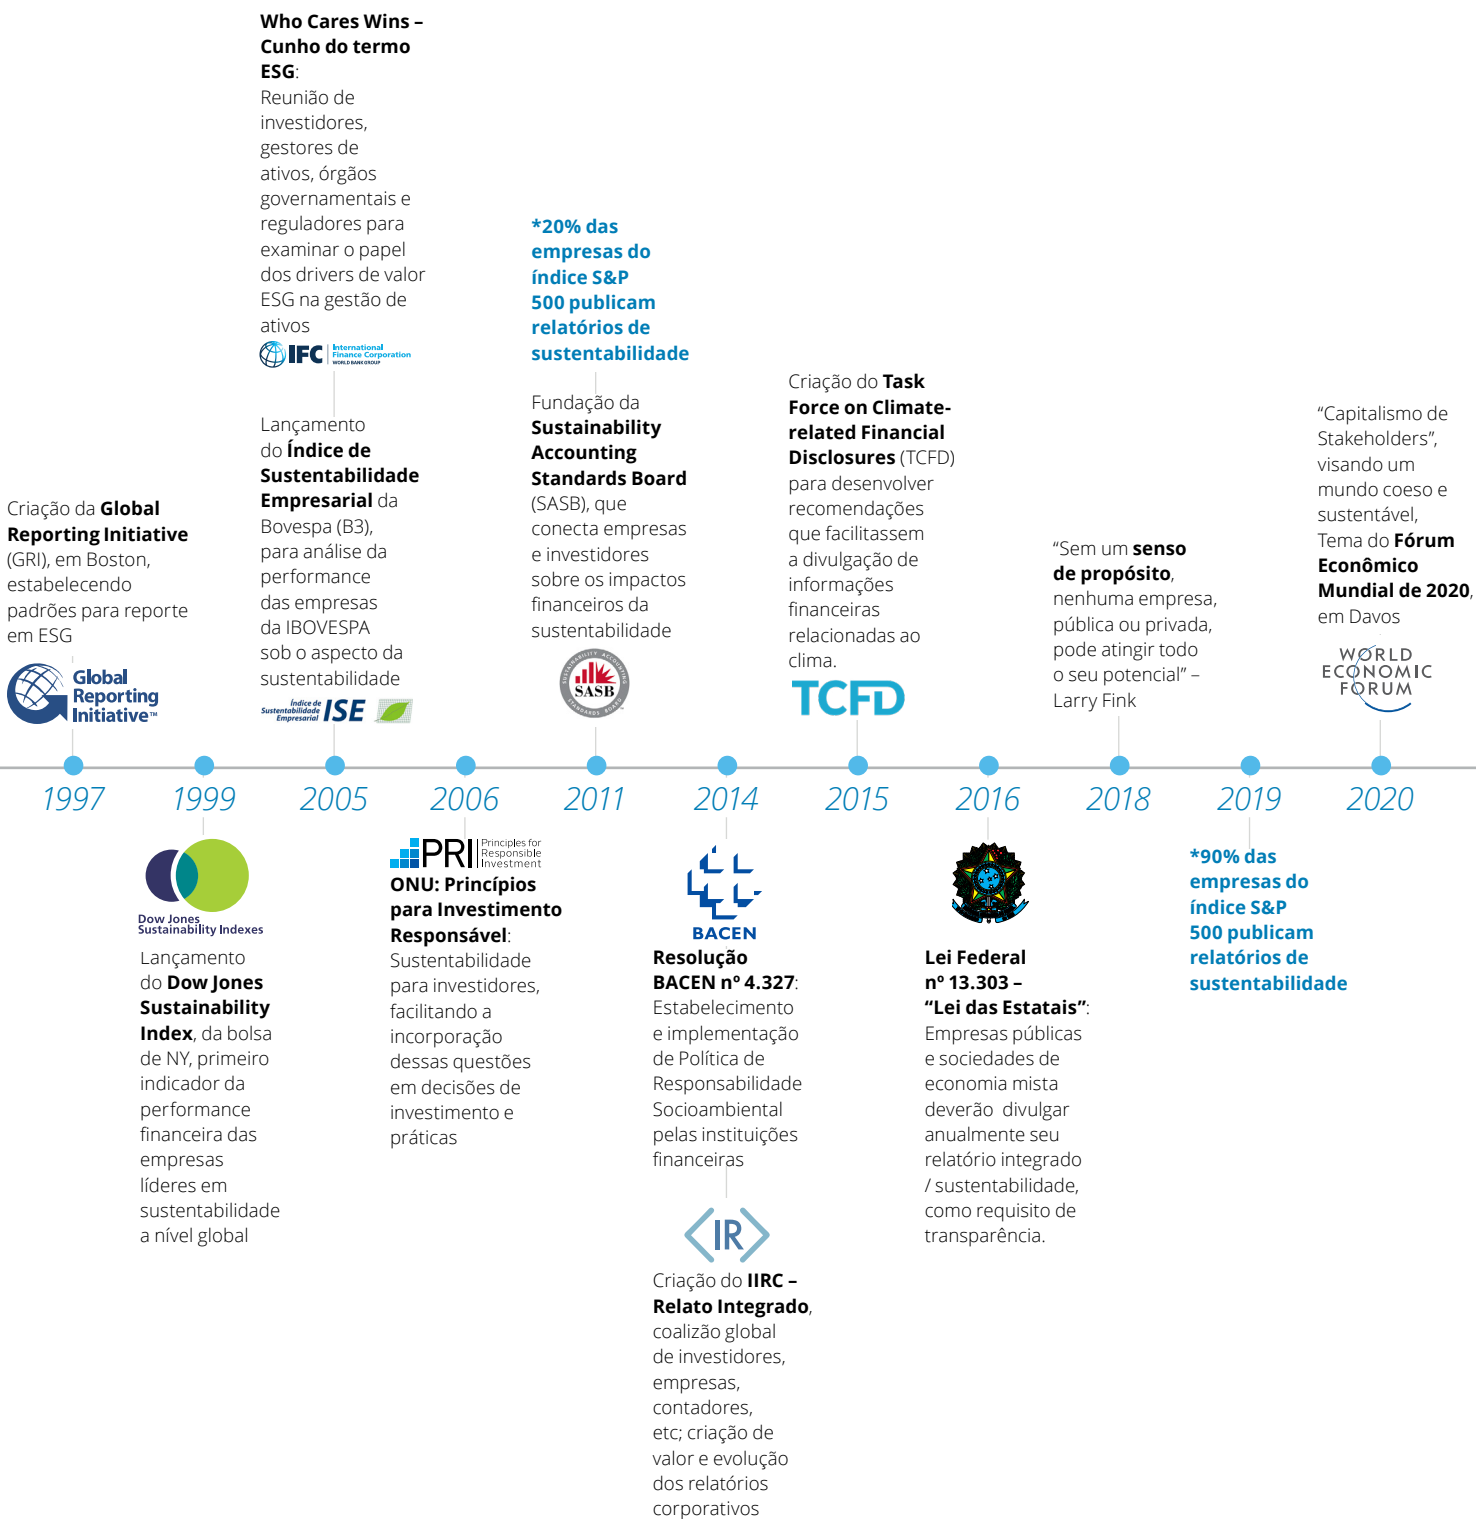 Who Cares Wins –
Cunho do termo
ESG:
Reunião de
investidores,
gestores de
ativos, órgãos
governamentais e
reguladores para
examinar o papel
dos drivers de valor
ESG na gestão de
ativos
IFC
International
Finance Corporation
WORLD BANK GROUP
Lançamento
do Índice de
Sustentabilidade
Empresarial da
Bovespa (B3),
para análise da
performance
das empresas
da IBOVESPA
sob o aspecto da
sustentabilidade
Índice de
Sustentabilidade
Empresarial
ISE
*20% das
empresas do
índice S&P
500 publicam
relatórios de
sustentabilidade
Fundação da
Sustainability
Accounting
Standards Board
(SASB), que
conecta empresas
e investidores
sobre os impactos
financeiros da
sustentabilidade
SUSTAINABILITY ACCOUNTING
SASB
STANDARDS BOARD
Criação do Task
Force on Climate-
related Financial
Disclosures (TCFD)
para desenvolver
recomendações
que facilitassem
a divulgação de
informações
financeiras
relacionadas ao
clima.
TCFD
“Sem um senso
de propósito,
nenhuma empresa,
pública ou privada,
pode atingir todo
o seu potencial” –
Larry Fink
“Capitalismo de
Stakeholders”,
visando um
mundo coeso e
sustentável,
Tema do Fórum
Econômico
Mundial de 2020,
em Davos
WORLD
ECONOMIC
FORUM
Criação da Global
Reporting Initiative
(GRI), em Boston,
estabelecendo
padrões para reporte
em ESG
Global
Reporting
Initiative™
1997 1999 2005 2006 2011 2014 2015 2016 2018 2019 2020
Dow Jones
Sustainability Indexes
Lançamento
do Dow Jones
Sustainability
Index, da bolsa
de NY, primeiro
indicador da
performance
financeira das
empresas
líderes em
sustentabilidade
a nível global
PRI
Principles for
Responsible
Investment
ONU: Princípios
para Investimento
Responsável:
Sustentabilidade
para investidores,
facilitando a
incorporação
dessas questões
em decisões de
investimento e
práticas
BACEN
Resolução
BACEN nº 4.327:
Estabelecimento
e implementação
de Política de
Responsabilidade
Socioambiental
pelas instituições
financeiras
<IR>
Criação do IIRC –
Relato Integrado,
coalizão global
de investidores,
empresas,
contadores,
etc; criação de
valor e evolução
dos relatórios
corporativos
Lei Federal
nº 13.303 –
“Lei das Estatais”:
Empresas públicas
e sociedades de
economia mista
deverão divulgar
anualmente seu
relatório integrado
/ sustentabilidade,
como requisito de
transparência.
*90% das
empresas do
índice S&P
500 publicam
relatórios de
sustentabilidade